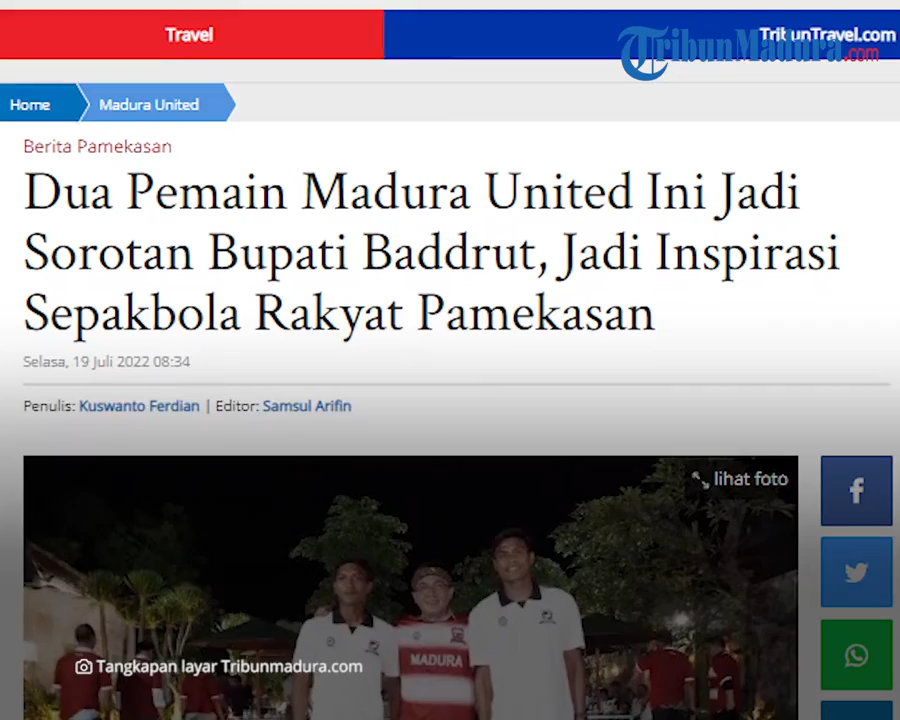 Travel
TribunTravel.com
TribunMadura.com
Home
Madura United
Berita Pamekasan
Dua Pemain Madura United Ini Jadi
Sorotan Bupati Baddrut, Jadi Inspirasi
Sepakbola Rakyat Pamekasan
Selasa, 19 Juli 2022 08:34
Penulis: Kuswanto Ferdian | Editor: Samsul Arifin
lihat foto
MADURA
Tangkapan layar Tribunmadura.com